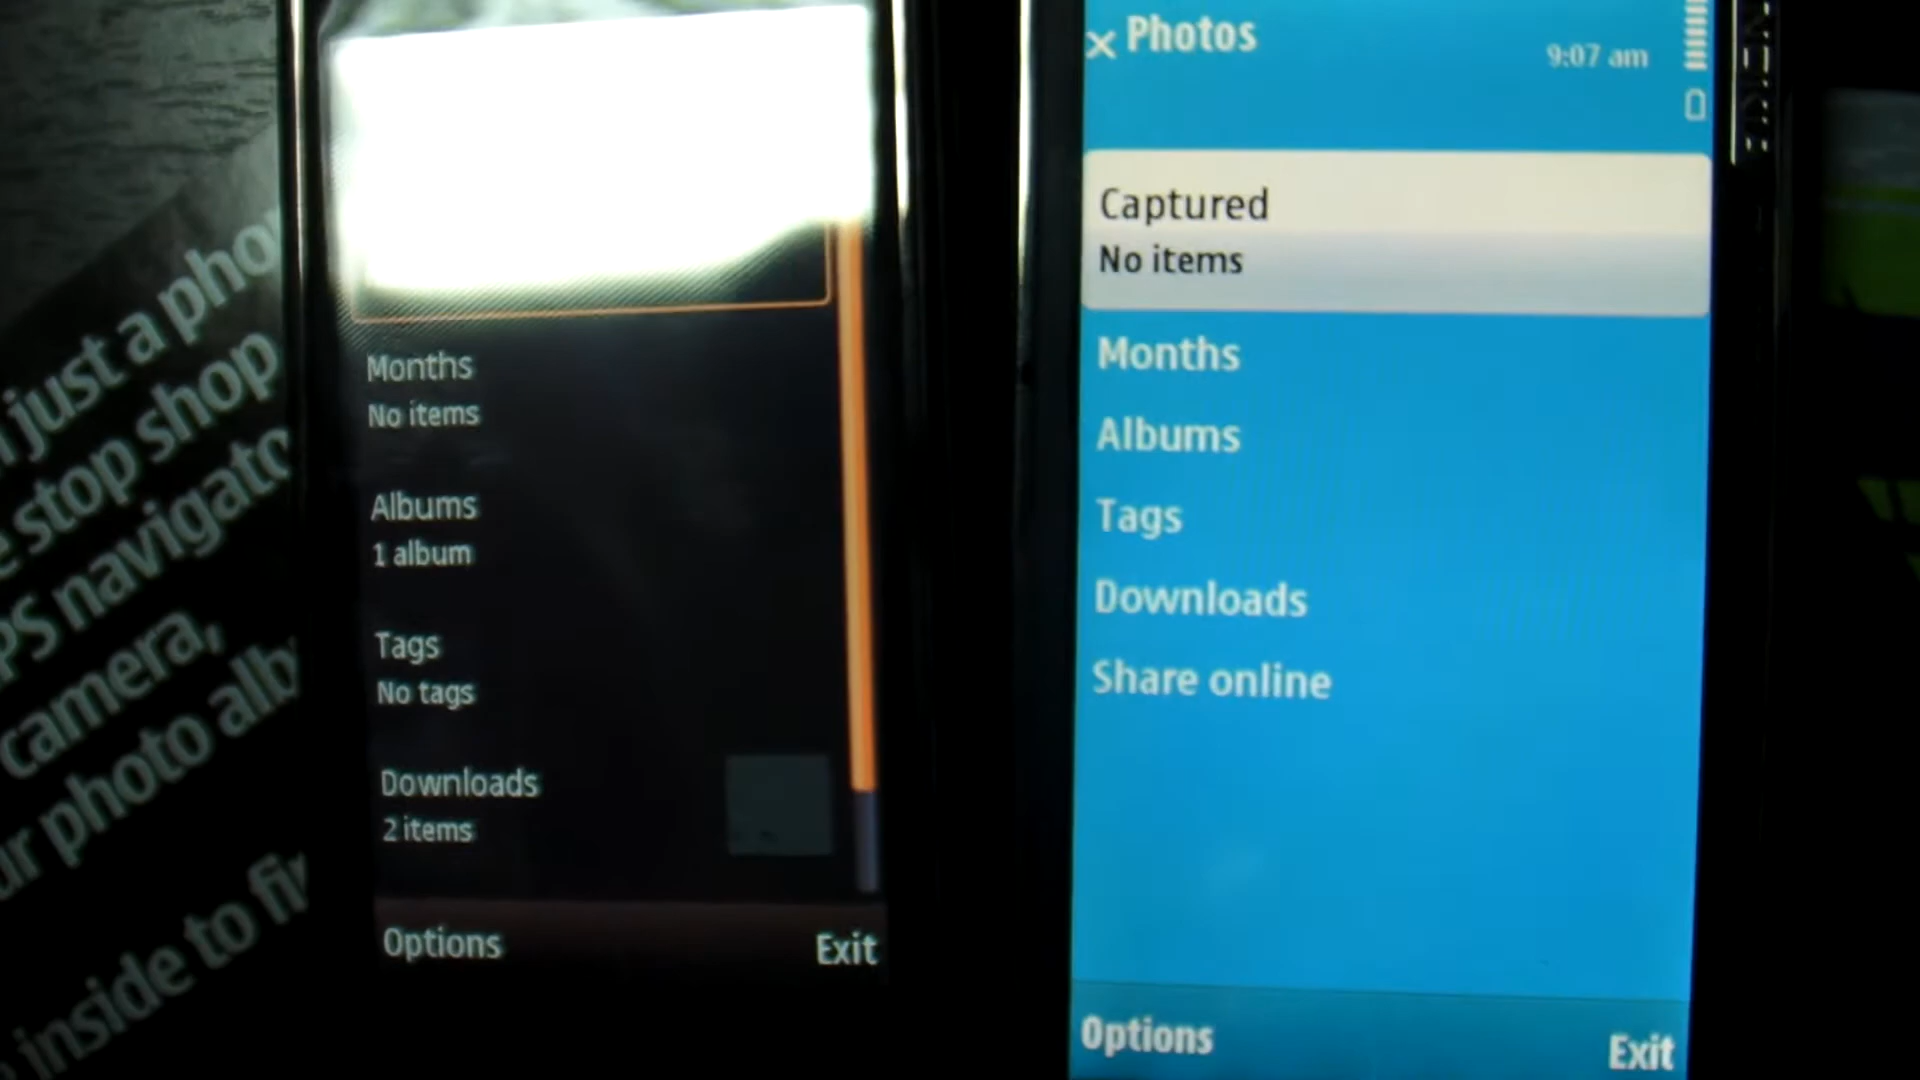 just a pho
e stop shop
PS navigato
camera,
ur photo alb
inside to fi
Months
No items
Albums
1 album
Tags
No tags
Downloads
2 items
Options
Exit
Photos
9:07 am
Captured
No items
Months
Albums
Tags
Downloads
Share online
Options
Exit